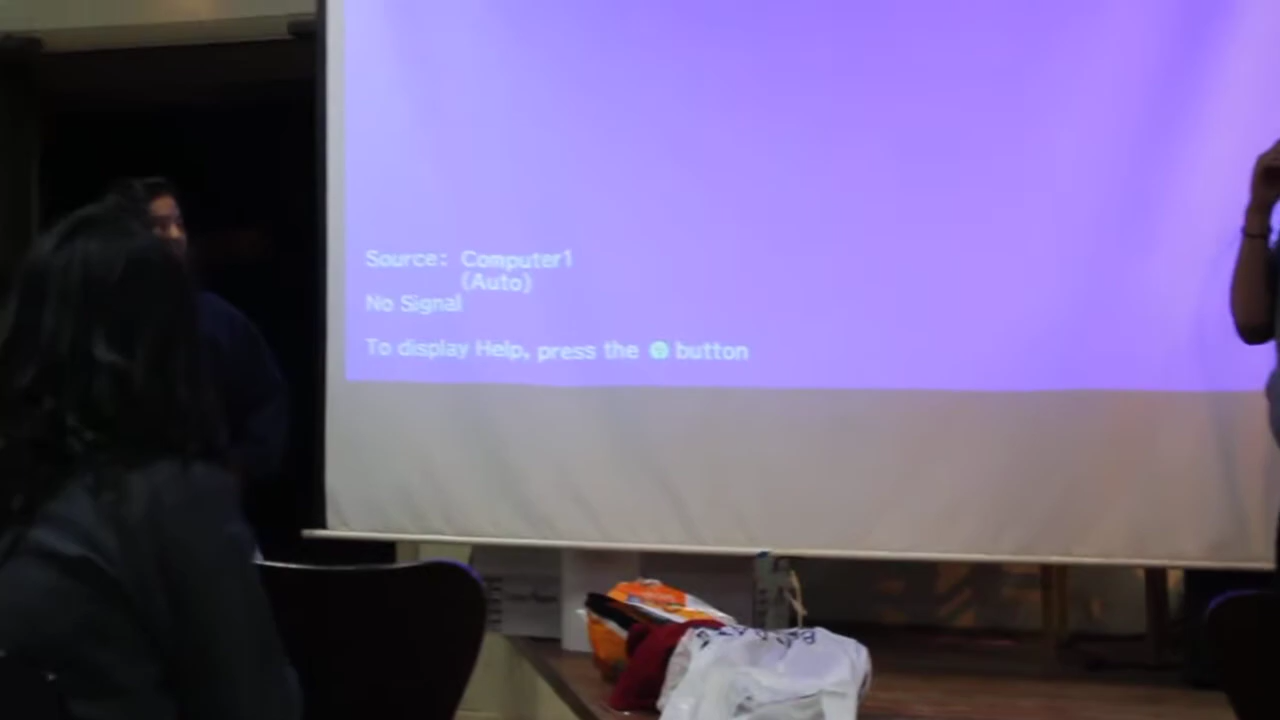 Source: Computer1
(Auto)
No Signal
To display Help, press the button